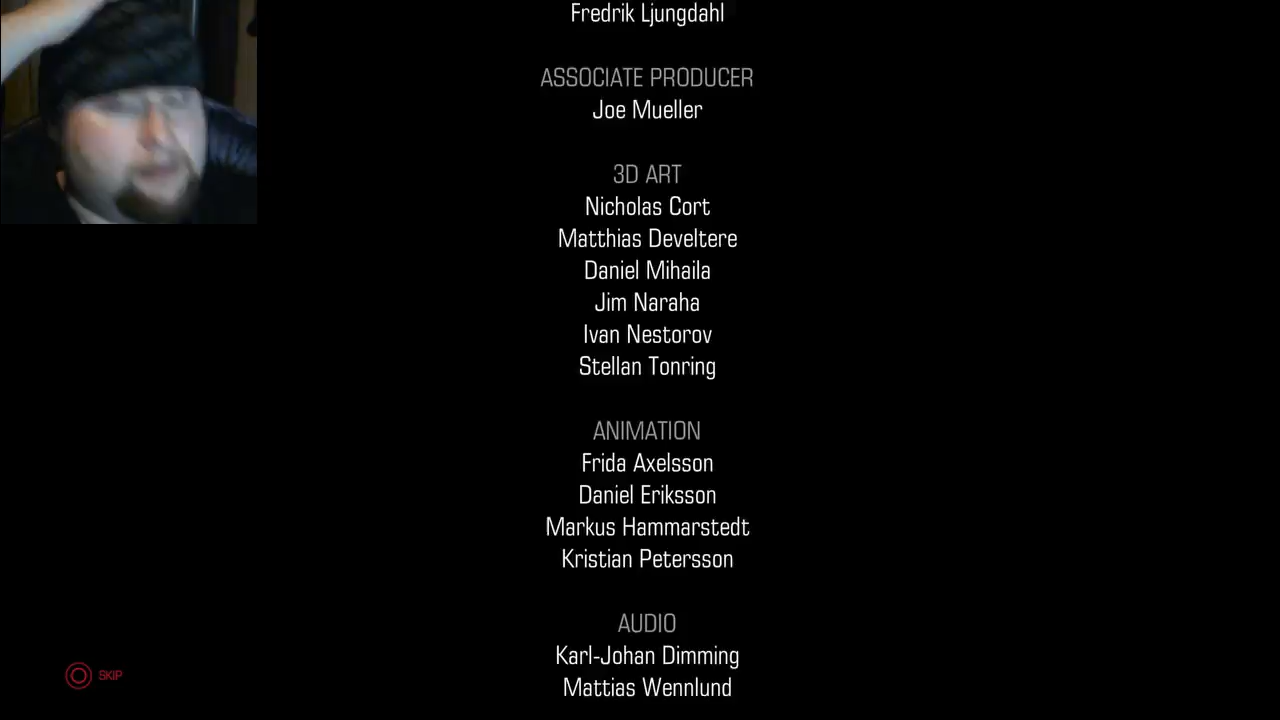 Fredrik Ljungdahl
ASSOCIATE PRODUCER
Joe Mueller
3D ART
Nicholas Cort
Matthias Develtere
Daniel Mihaila
Jim Naraha
Ivan Nestorov
Stellan Tonring
ANIMATION
Frida Axelsson
Daniel Eriksson
Markus Hammarstedt
Kristian Petersson
AUDIO
Karl-Johan Dimming
Mattias Wennlund
SKIP